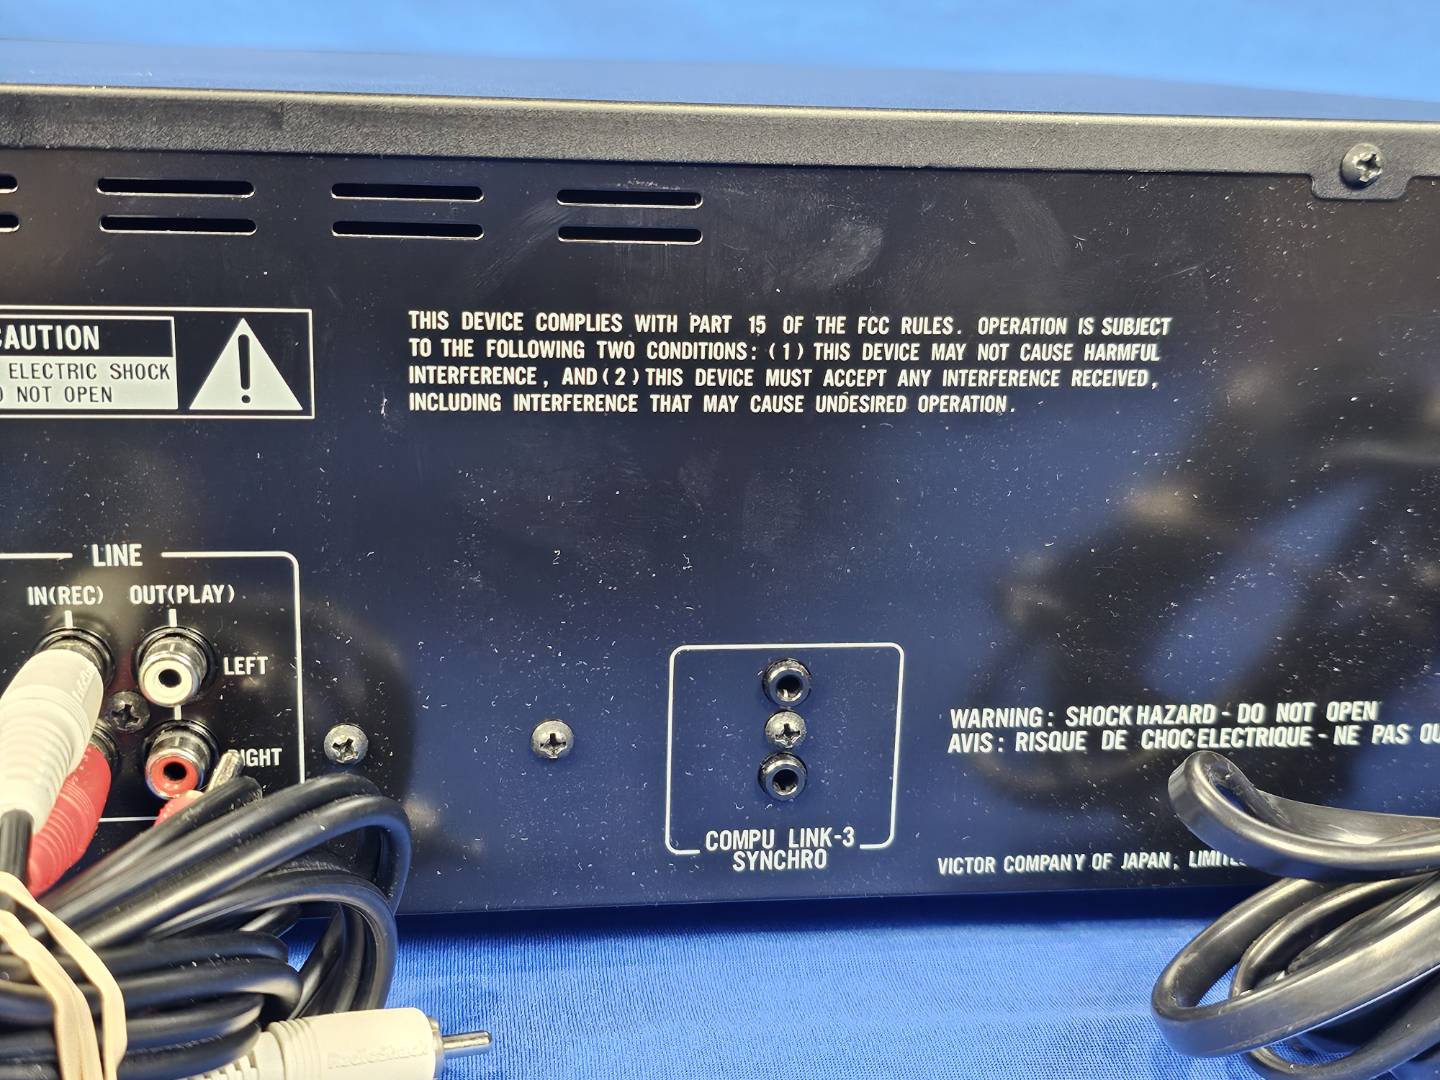 CAUTION
ELECTRIC SHOCK
NOT OPEN
THIS DEVICE COMPLIES WITH PART 15 OF THE FCC RULES. OPERATION IS SUBJECT
TO THE FOLLOWING TWO CONDITIONS: (1) THIS DEVICE MAY NOT CAUSE HARMFUL
INTERFERENCE, AND (2) THIS DEVICE MUST ACCEPT ANY INTERFERENCE RECEIVED,
INCLUDING INTERFERENCE THAT MAY CAUSE UNDESIRED OPERATION.
LINE
IN(REC) OUT(PLAY)
LEFT
RIGHT
COMPU LINK-3
SYNCHRO
WARNING: SHOCK HAZARD - DO NOT OPEN
AVIS: RISQUE DE CHOC ELECTRIQUE - NE PAS
VICTOR COMPANY OF JAPAN,
RadioShack